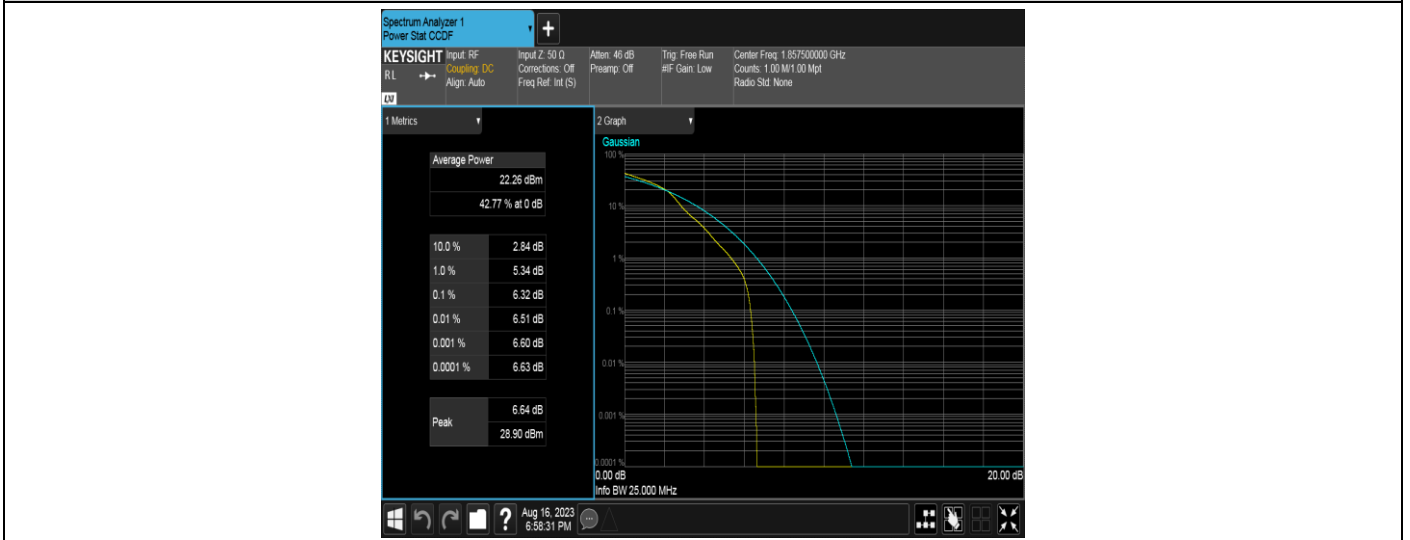 Spectrum Analyzer 1
Power Stat CCDF
+
KEYSIGHT
RL
LXI
Input: RF
Coupling: DC
Align: Auto
Input Z: 50 Ω
Corrections: Off
Freq Ref: Int (S)
Atten: 46 dB
Preamp: Off
Trig: Free Run
#IF Gain: Low
Center Freq: 1.857500000 GHz
Counts: 1.00 M/1.00 Mpt
Radio Std: None
1 Metrics
Average Power
22.26 dBm
42.77 % at 0 dB
10.0 % 2.84 dB
1.0 % 5.34 dB
0.1 % 6.32 dB
0.01 % 6.51 dB
0.001 % 6.60 dB
0.0001 % 6.63 dB
Peak
6.64 dB
28.90 dBm
2 Graph
Gaussian
100 %
10 %
1 %
0.1 %
0.01 %
0.001 %
0.0001 %
0.00 dB 20.00 dB
Info BW 25.000 MHz
?
Aug 16, 2023
6:58:31 PM